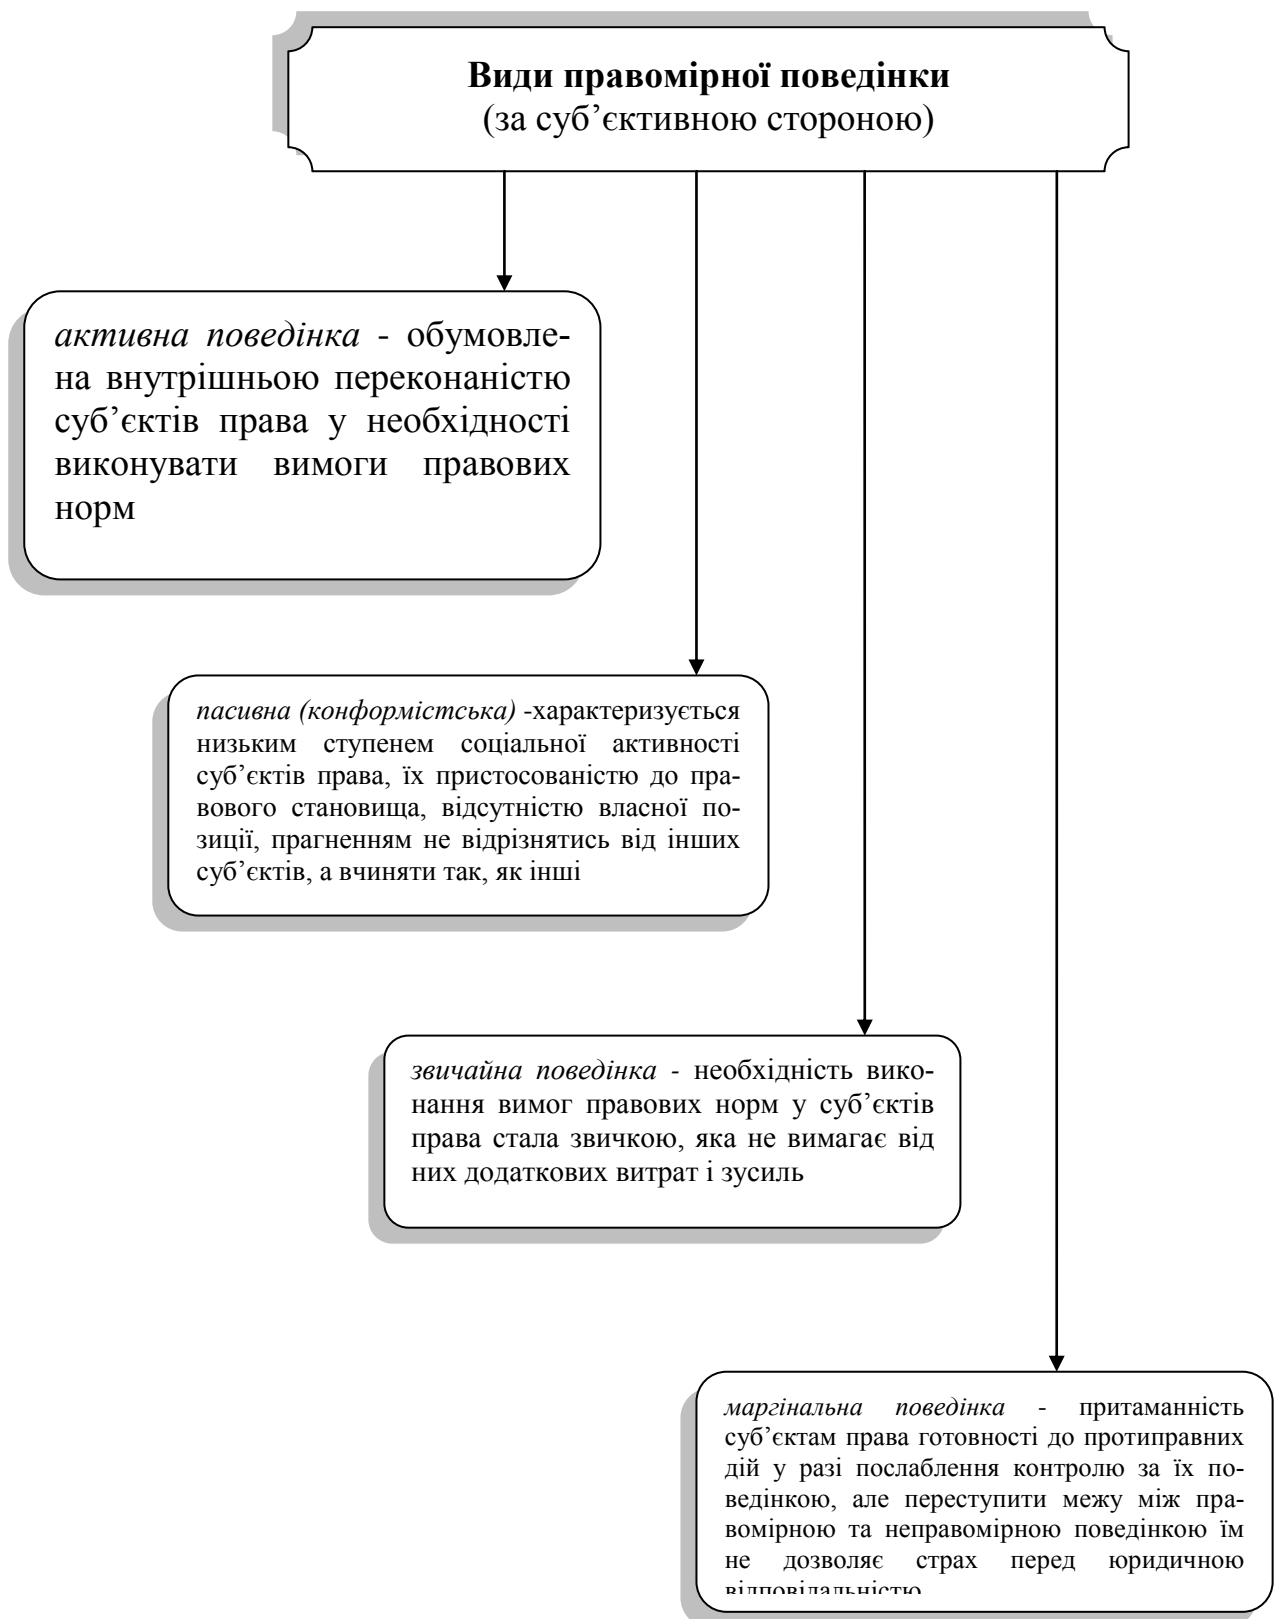 Види правомірної поведінки
(за суб’єктивною стороною)
активна поведінка - обумовле-
на внутрішньою переконаністю
суб’єктів права у необхідності
виконувати вимоги правових
норм
пасивна (конформістська) -характеризується
низьким ступенем соціальної активності
суб’єктів права, їх пристосованістю до пра-
вового становища, відсутністю власної по-
зиції, прагненням не відрізнятись від інших
суб’єктів, а вчиняти так, як інші
звичайна поведінка - необхідність вико-
нання вимог правових норм у суб’єктів
права стала звичкою, яка не вимагає від
них додаткових витрат і зусиль
маргінальна поведінка - притаманність
суб’єктам права готовності до протиправних
дій у разі послаблення контролю за їх по-
ведінкою, але переступити межу між пра-
вомірною та неправомірною поведінкою їм
не дозволяє страх перед юридичною
відповідальністю